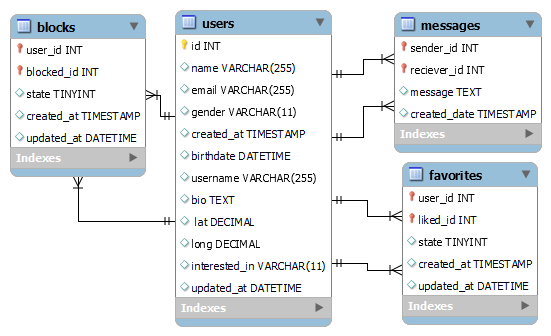 blocks
user_id INT
blocked_id INT
state TINYINT
created_at TIMESTAMP
updated_at DATETIME
Indexes
users
id INT
name VARCHAR(255)
email VARCHAR(255)
gender VARCHAR(11)
created_at TIMESTAMP
birthdate DATETIME
username VARCHAR(255)
bio TEXT
lat DECIMAL
long DECIMAL
interested_in VARCHAR(11)
updated_at DATETIME
Indexes
messages
sender_id INT
reciever_id INT
message TEXT
created_date TIMESTAMP
Indexes
favorites
user_id INT
liked_id INT
state TINYINT
created_at TIMESTAMP
updated_at DATETIME
Indexes